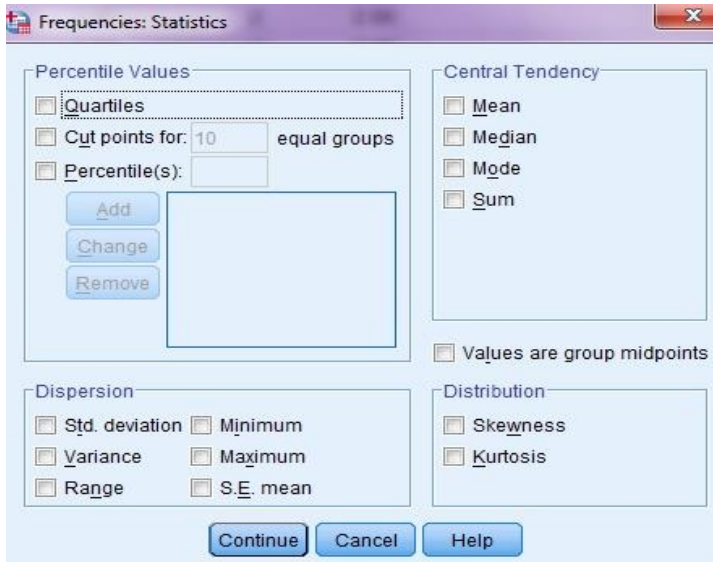 Frequencies: Statistics
Percentile Values
Quartiles
Cut points for: 10 equal groups
Percentile(s):
Add
Change
Remove
Central Tendency
Mean
Median
Mode
Sum
Values are group midpoints
Dispersion
Std. deviation Minimum
Variance Maximum
Range S.E. mean
Distribution
Skewness
Kurtosis
Continue Cancel Help